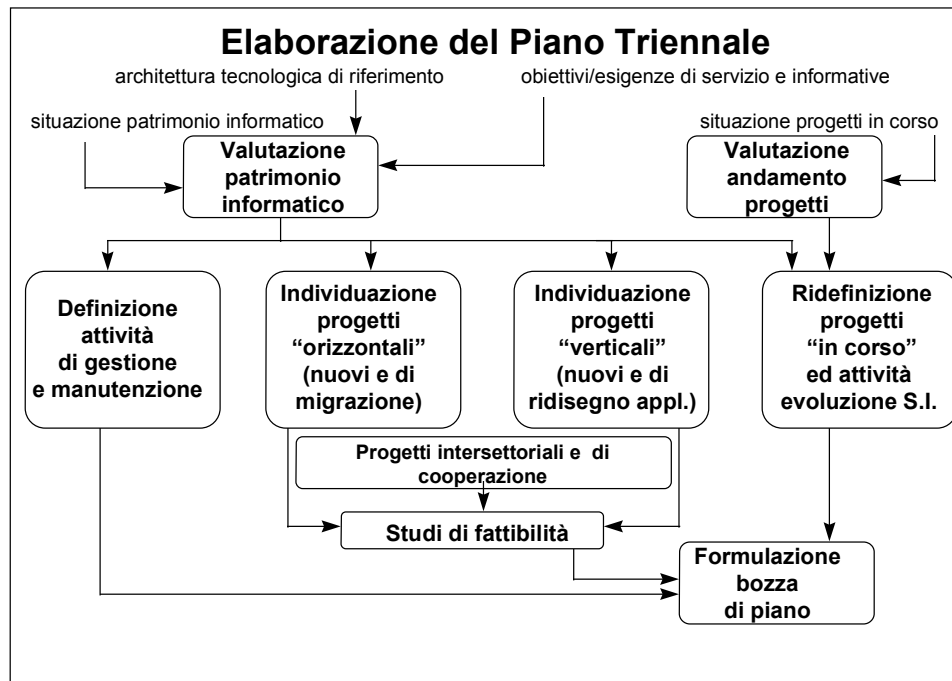 Elaborazione del Piano Triennale
architettura tecnologica di riferimento
obiettivi/esigenze di servizio e informative
situazione patrimonio informatico
situazione progetti in corso
Valutazione
patrimonio
informatico
Valutazione
andamento
progetti
Definizione
attività
di gestione
e manutenzione
Individuazione
progetti
“orizzontali”
(nuovi e di
migrazione)
Individuazione
progetti
“verticali”
(nuovi e di
ridisegno appl.)
Ridefinizione
progetti
“in corso”
ed attività
evoluzione S.I.
Progetti intersettoriali e di
cooperazione
Studi di fattibilità
Formulazione
bozza
di piano